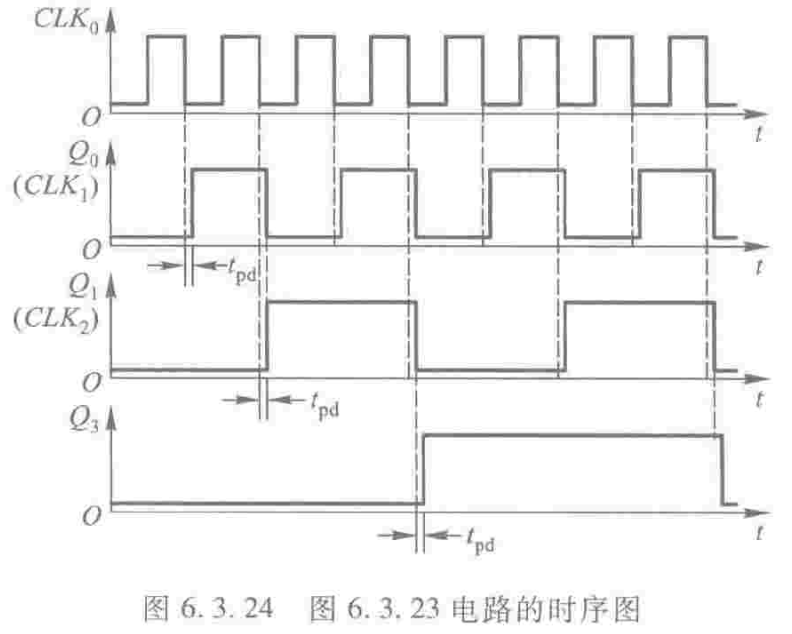 CLK₀
O
t
Q₀
(CLK₁)
O
t
t_pd
Q₁
(CLK₂)
O
t
t_pd
Q₃
O
t
t_pd
图 6.3.24 图 6.3.23 电路的时序图